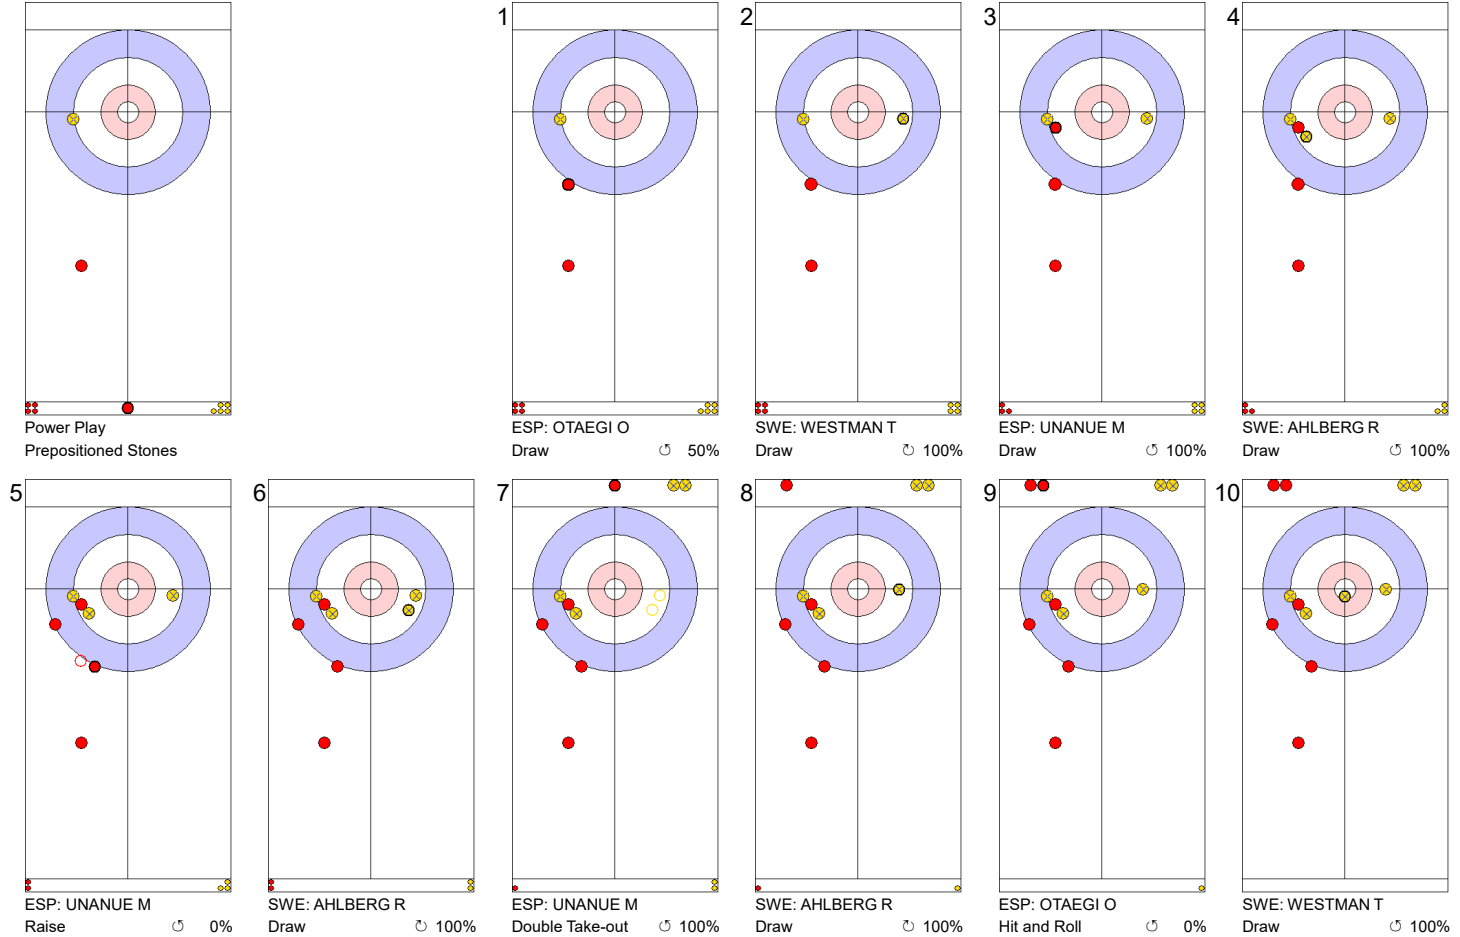 1
2
3
4
Power Play
Prepositioned Stones
ESP: OTAEGI O
Draw 50%
SWE: WESTMAN T
Draw 100%
ESP: UNANUE M
Draw 100%
SWE: AHLBERG R
Draw 100%
5
6
7
8
9
10
ESP: UNANUE M
Raise 0%
SWE: AHLBERG R
Draw 100%
ESP: UNANUE M
Double Take-out 100%
SWE: AHLBERG R
Draw 100%
ESP: OTAEGI O
Hit and Roll 0%
SWE: WESTMAN T
Draw 100%